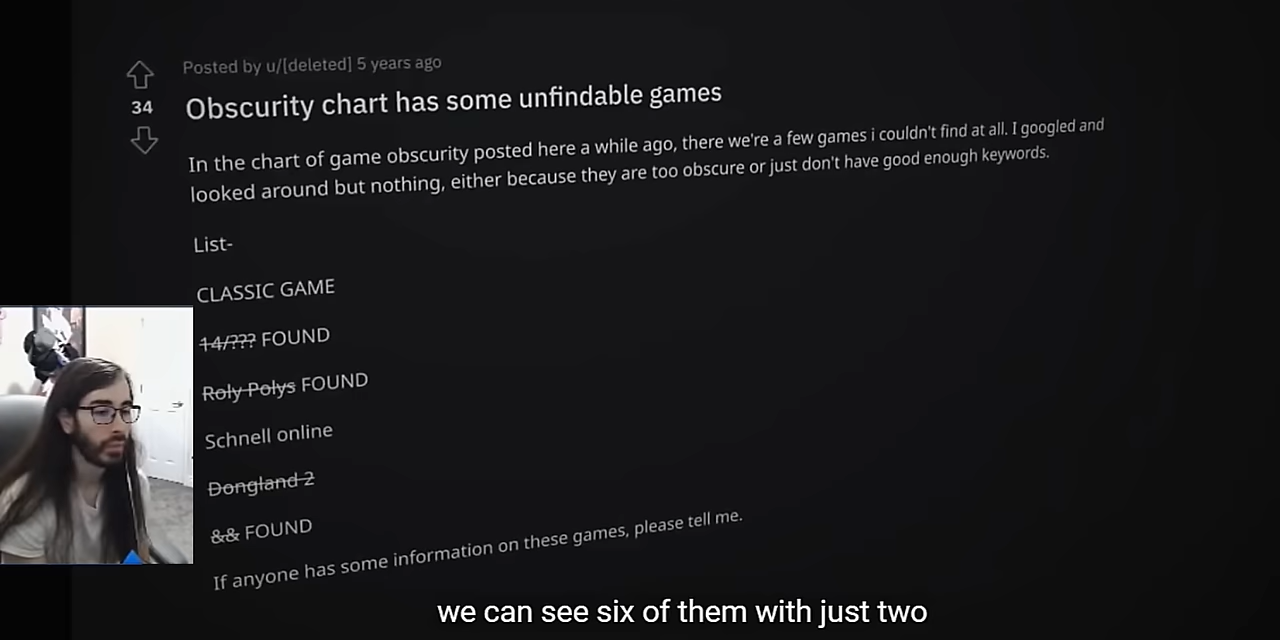 Posted by u/[deleted] 5 years ago
34
Obscurity chart has some unfindable games
In the chart of game obscurity posted here a while ago, there we're a few games i couldn't find at all. I googled and
looked around but nothing, either because they are too obscure or just don't have good enough keywords.
List-
CLASSIC GAME
14/??? FOUND
Roly Polys FOUND
Schnell online
Dongland 2
&& FOUND
If anyone has some information on these games, please tell me.
we can see six of them with just two